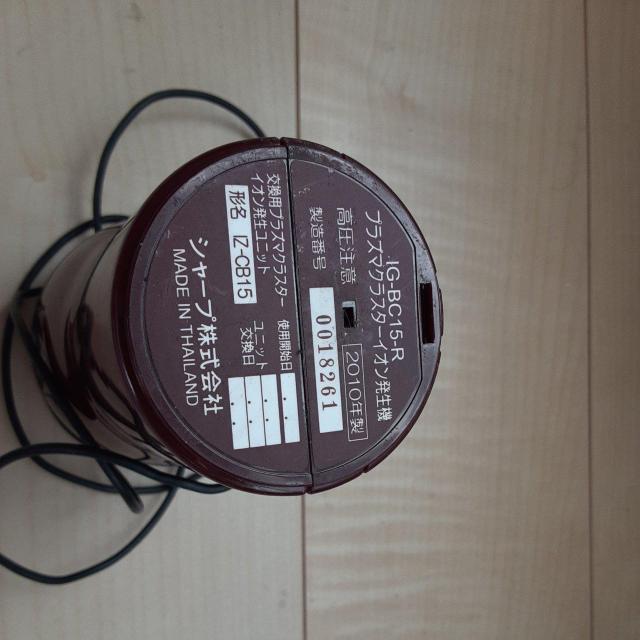 IG-BC15-R
プラズマクラスターイオン発生機
2010年製
高圧注意
製造番号
0018261
使用開始日
ユニット
交換日
交換用プラズマクラスター
イオン発生ユニット
形名 IZ-CB15
シャープ株式会社
MADE IN THAILAND